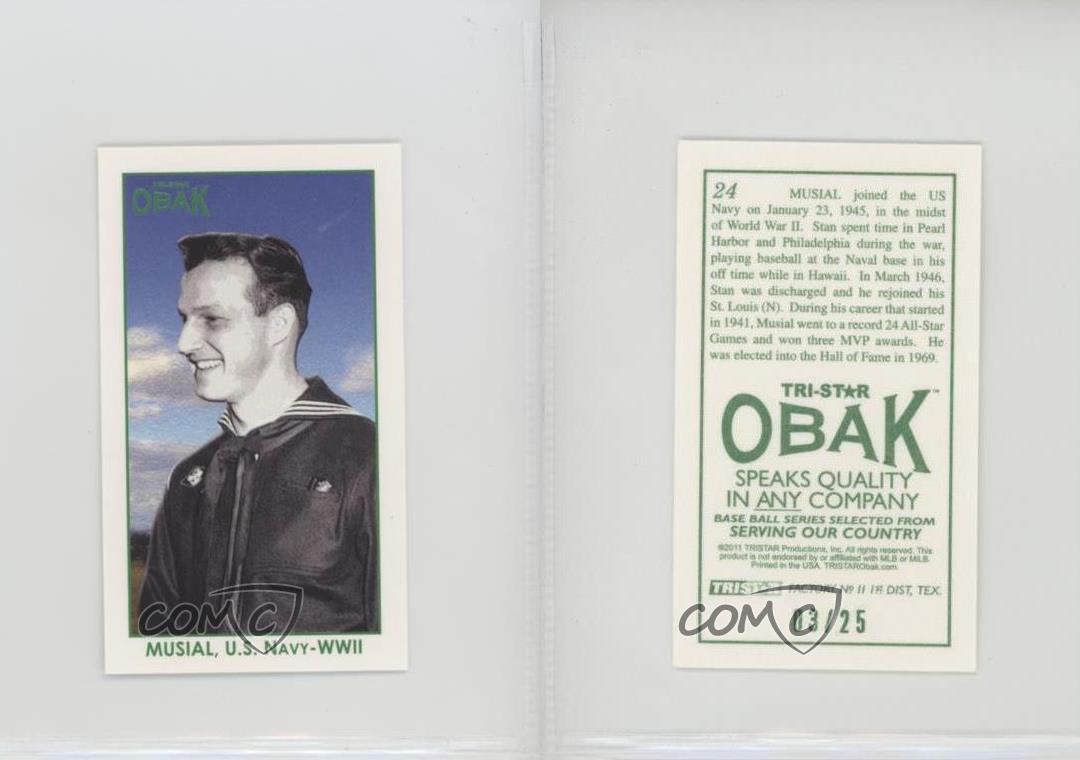 TRI-STAR
OBAK
COMC
MUSIAL, U.S. NAVY-WWII
24 MUSIAL joined the US
Navy on January 23, 1945, in the midst
of World War II. Stan spent time in Pearl
Harbor and Philadelphia during the war,
playing baseball at the Naval base in his
off time while in Hawaii. In March 1946,
Stan was discharged and he rejoined his
St. Louis (N). During his career that started
in 1941, Musial went to a record 24 All-Star
Games and won three MVP awards. He
was elected into the Hall of Fame in 1969.
TRI-ST★R
OBAK™
SPEAKS QUALITY
IN ANY COMPANY
BASE BALL SERIES SELECTED FROM
SERVING OUR COUNTRY
©2011 TRISTAR Productions, Inc. All rights reserved. This
product is not endorsed by or affiliated with MLB or MiLB.
Printed in the USA. TRISTARObak.com.
TRISTAR FACTORY Nº 11 1st DIST, TEX.
COMC
03/25